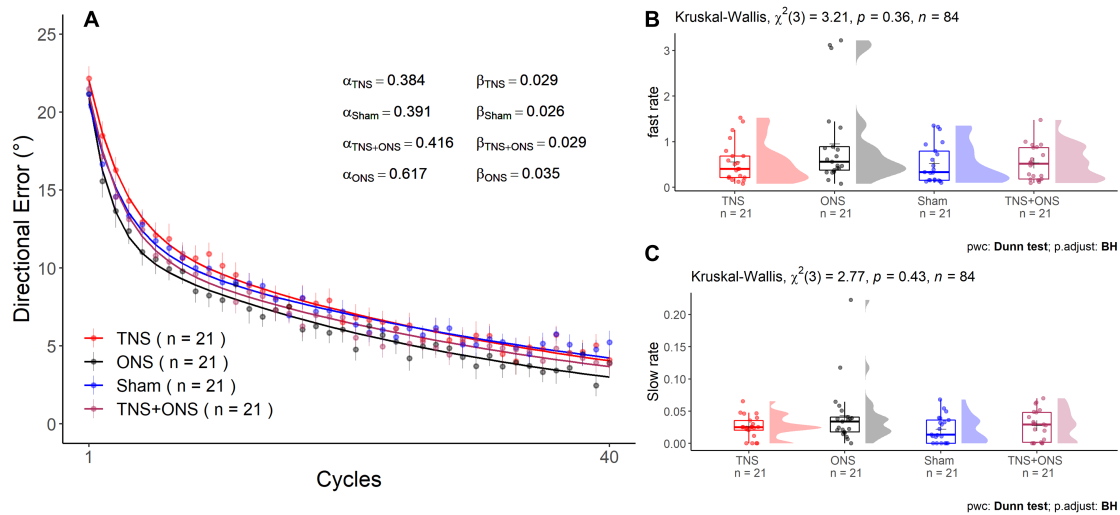 A
25
20
15
10
5
0
Directional Error (°)
α_TNS = 0.384 β_TNS = 0.029
α_Sham = 0.391 β_Sham = 0.026
α_TNS+ONS = 0.416 β_TNS+ONS = 0.029
α_ONS = 0.617 β_ONS = 0.035
TNS ( n = 21 )
ONS ( n = 21 )
Sham ( n = 21 )
TNS+ONS ( n = 21 )
1 40
Cycles
B
Kruskal-Wallis, χ²(3) = 3.21, p = 0.36, n = 84
3
2
1
0
fast rate
TNS ONS Sham TNS+ONS
n = 21 n = 21 n = 21 n = 21
pwc: Dunn test; p.adjust: BH
C
Kruskal-Wallis, χ²(3) = 2.77, p = 0.43, n = 84
0.20
0.15
0.10
0.05
0.00
Slow rate
TNS ONS Sham TNS+ONS
n = 21 n = 21 n = 21 n = 21
pwc: Dunn test; p.adjust: BH